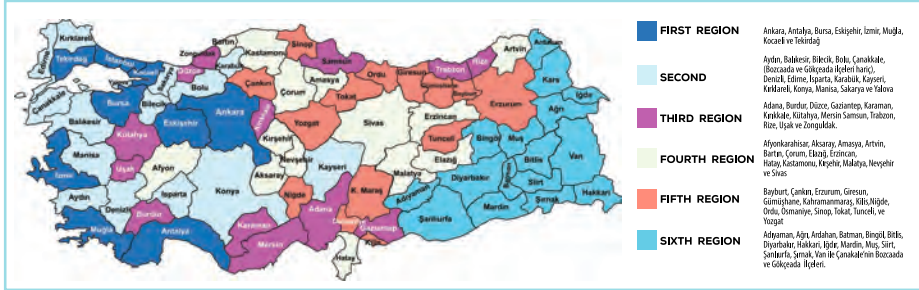 Kırklareli
Edirne
Tekirdağ
İstanbul
Kocaeli
Sakarya
Düzce
Zonguldak
Bartın
Karabük
Kastamonu
Sinop
Samsun
Ordu
Giresun
Trabzon
Rize
Artvin
Ardahan
Kars
Iğdır
Ağrı
Çanakkale
Bursa
Bilecik
Bolu
Çankırı
Çorum
Amasya
Tokat
Gümüşhane
Bayburt
Erzurum
Balıkesir
Kütahya
Eskişehir
Ankara
Kırıkkale
Yozgat
Sivas
Erzincan
Tunceli
Bingöl
Muş
Manisa
Uşak
Afyon
Kırşehir
Nevşehir
Kayseri
Malatya
Elazığ
Diyarbakır
Batman
Bitlis
Van
İzmir
Aydın
Denizli
Isparta
Konya
Aksaray
Niğde
K. Maraş
Adıyaman
Siirt
Hakkari
Muğla
Burdur
Antalya
Karaman
Mersin
Adana
Osmaniye
Gaziantep
Kilis
Şanlıurfa
Mardin
Şırnak
Hatay
FIRST REGION
Ankara, Antalya, Bursa, Eskişehir, İzmir, Muğla,
Kocaeli ve Tekirdağ
SECOND
Aydın, Balıkesir, Bilecik, Bolu, Çanakkale,
(Bozcaada ve Gökçeada ilçeleri hariç),
Denizli, Edirne, Isparta, Karabük, Kayseri,
Kırklareli, Konya, Manisa, Sakarya ve Yalova
THIRD REGION
Adana, Burdur, Düzce, Gaziantep, Karaman,
Kırıkkale, Kütahya, Mersin Samsun, Trabzon,
Rize, Uşak ve Zonguldak.
FOURTH REGION
Afyonkarahisar, Aksaray, Amasya, Artvin,
Bartın, Çorum, Elazığ, Erzincan,
Hatay, Kastamonu, Kırşehir, Malatya, Nevşehir
ve Sivas
FIFTH REGION
Bayburt, Çankırı, Erzurum, Giresun,
Gümüşhane, Kahramanmaraş, Kilis,Niğde,
Ordu, Osmaniye, Sinop, Tokat, Tunceli, ve
Yozgat
SIXTH REGION
Adıyaman, Ağrı, Ardahan, Batman, Bingöl, Bitlis,
Diyarbakır, Hakkari, Iğdır, Mardin, Muş, Siirt,
Şanlıurfa, Şırnak, Van ile Çanakale'nin Bozcaada
ve Gökçeada İlçeleri.